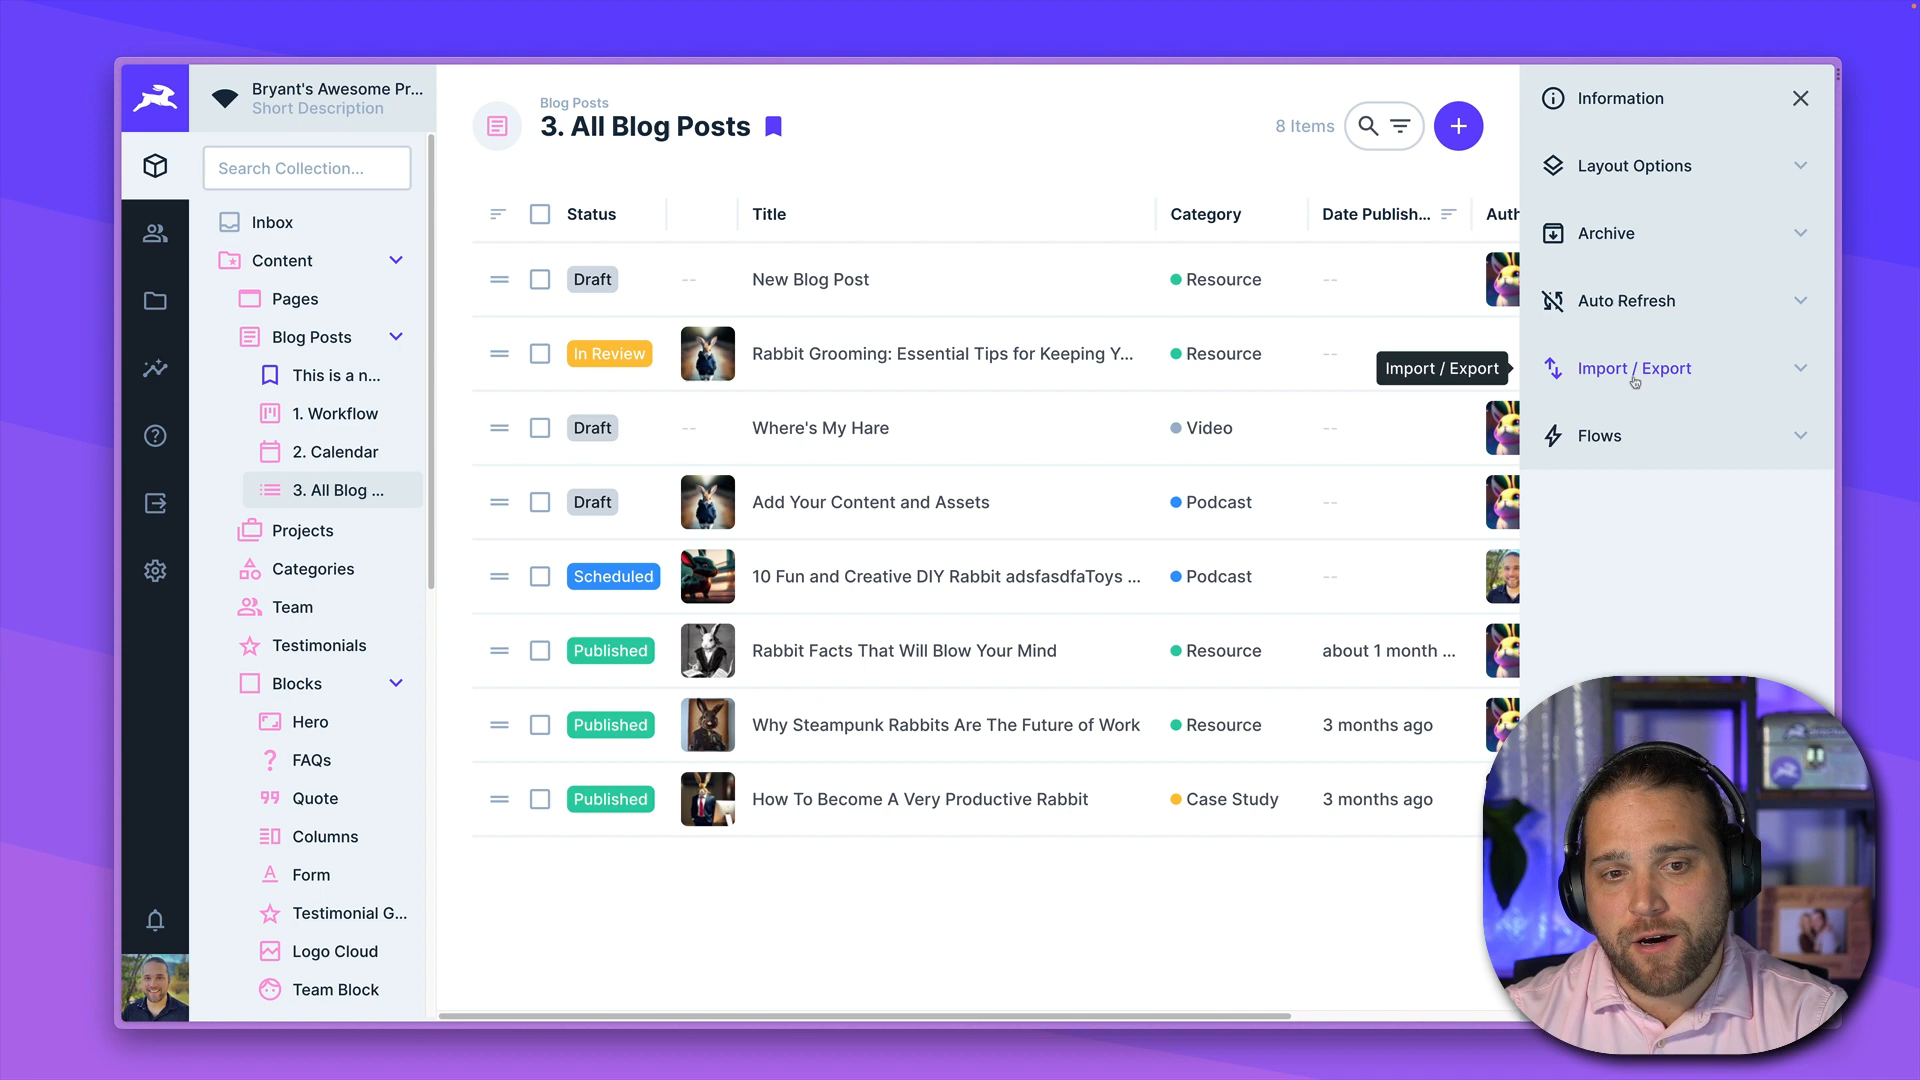 Bryant's Awesome Pr...
Short Description
Search Collection...
Inbox
Content
Pages
Blog Posts
This is a n...
1. Workflow
2. Calendar
3. All Blog ...
Projects
Categories
Team
Testimonials
Blocks
Hero
FAQs
Quote
Columns
Form
Testimonial G...
Logo Cloud
Team Block
Blog Posts
3. All Blog Posts
8 Items
Status Title Category Date Publish... Auth
Draft -- New Blog Post Resource --
In Review Rabbit Grooming: Essential Tips for Keeping Y... Resource --
Draft -- Where's My Hare Video --
Draft Add Your Content and Assets Podcast --
Scheduled 10 Fun and Creative DIY Rabbit adsfasdfaToys ... Podcast --
Published Rabbit Facts That Will Blow Your Mind Resource about 1 month ...
Published Why Steampunk Rabbits Are The Future of Work Resource 3 months ago
Published How To Become A Very Productive Rabbit Case Study 3 months ago
Import / Export
Information
Layout Options
Archive
Auto Refresh
Import / Export
Flows